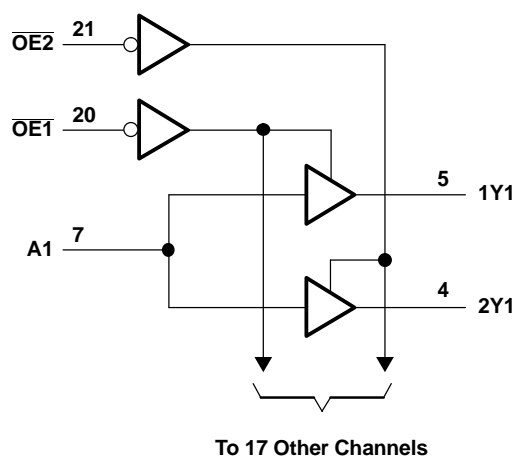 OE2 21
OE1 20
5 1Y1
A1 7
4 2Y1
To 17 Other Channels